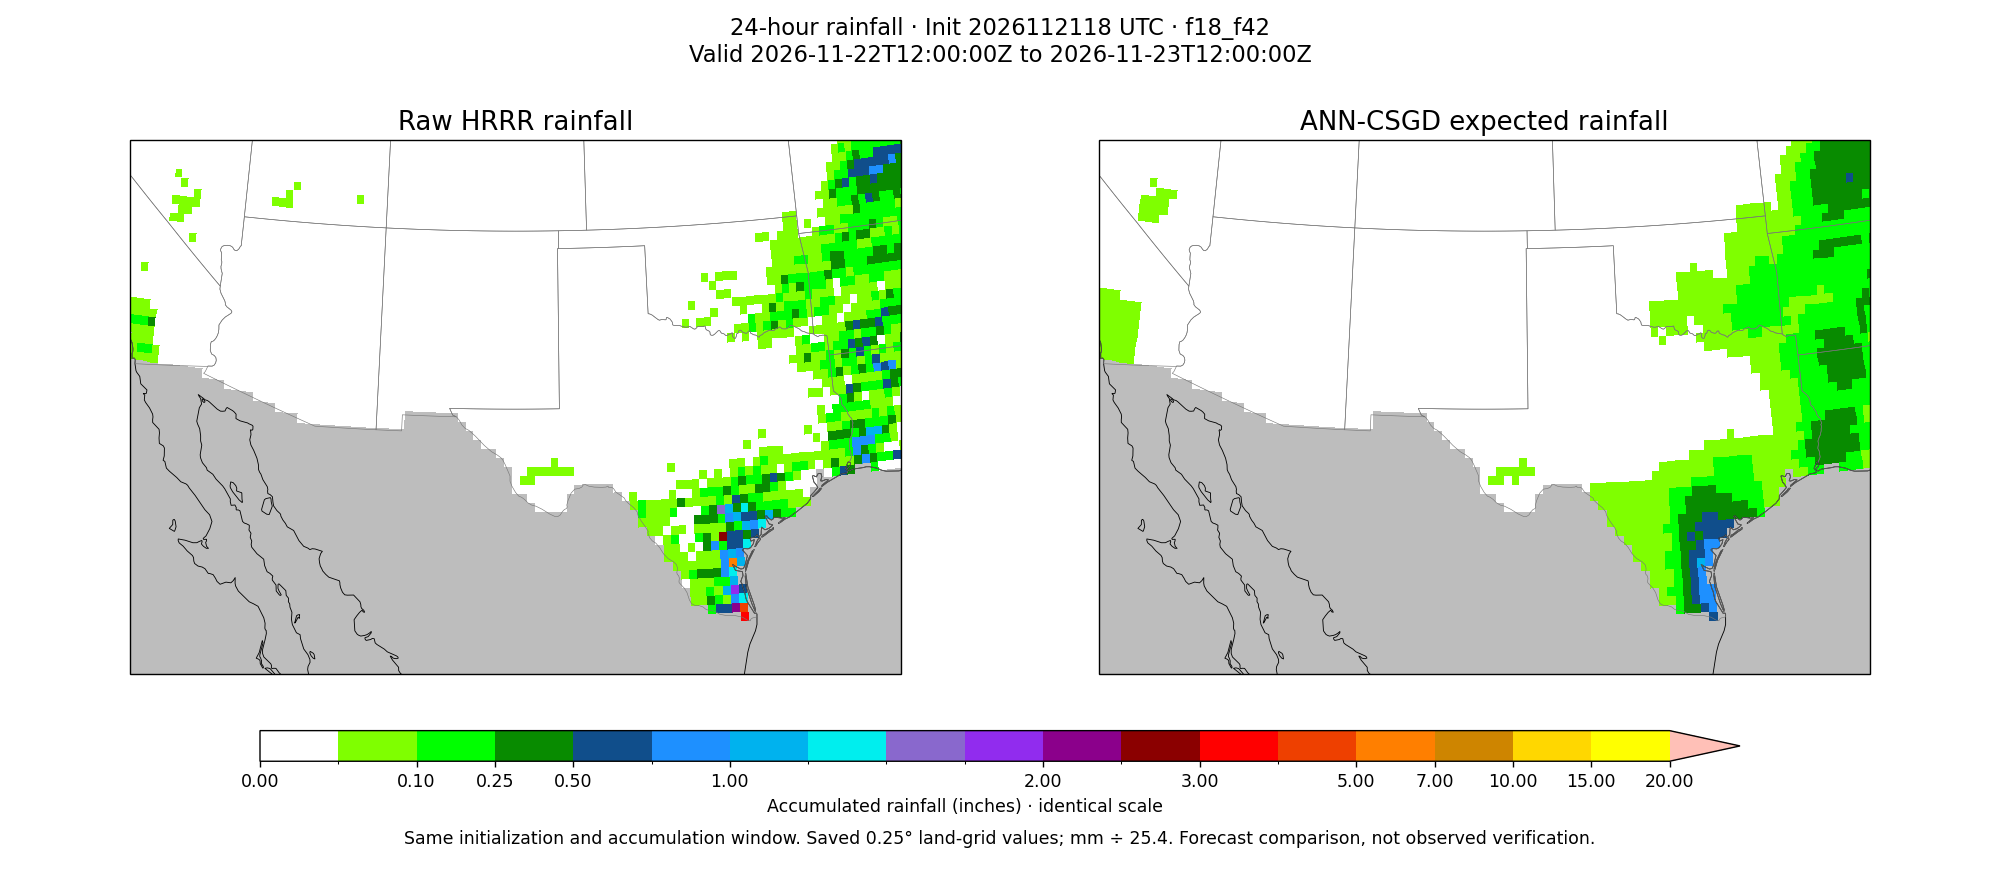 24-hour rainfall · Init 2026112118 UTC · f18_f42
Valid 2026-11-22T12:00:00Z to 2026-11-23T12:00:00Z
Raw HRRR rainfall
ANN-CSGD expected rainfall
0.00 0.10 0.25 0.50 1.00 2.00 3.00 5.00 7.00 10.00 15.00 20.00
Accumulated rainfall (inches) · identical scale
Same initialization and accumulation window. Saved 0.25° land-grid values; mm ÷ 25.4. Forecast comparison, not observed verification.